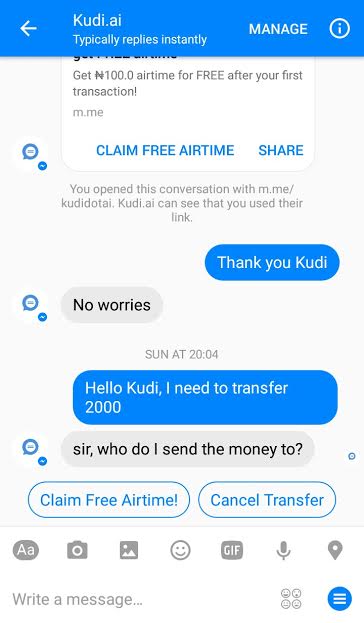 Kudi.ai
Typically replies instantly
MANAGE
get FREE airtime
Get ₦100.0 airtime for FREE after your first
transaction!
m.me
CLAIM FREE AIRTIME
SHARE
You opened this conversation with m.me/
kudidotai. Kudi.ai can see that you used their
link.
Thank you Kudi
No worries
SUN AT 20:04
Hello Kudi, I need to transfer
2000
sir, who do I send the money to?
Claim Free Airtime!
Cancel Transfer
Aa
GIF
Write a message...